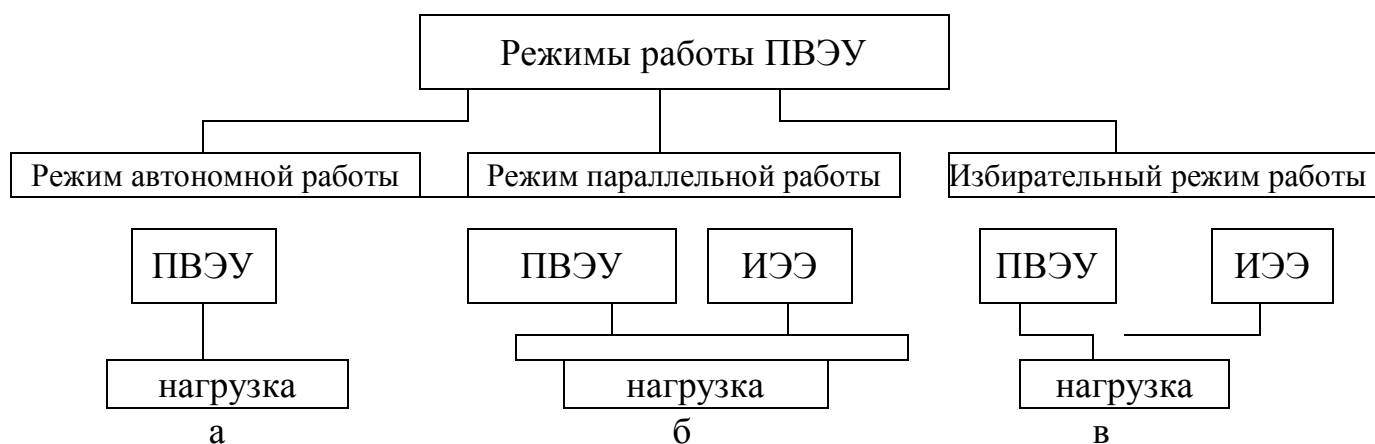 Режимы работы ПВЭУ
Режим автономной работы
Режим параллельной работы
Избирательный режим работы
ПВЭУ
ПВЭУ
ИЭЭ
ПВЭУ
ИЭЭ
нагрузка
нагрузка
нагрузка
а
б
в